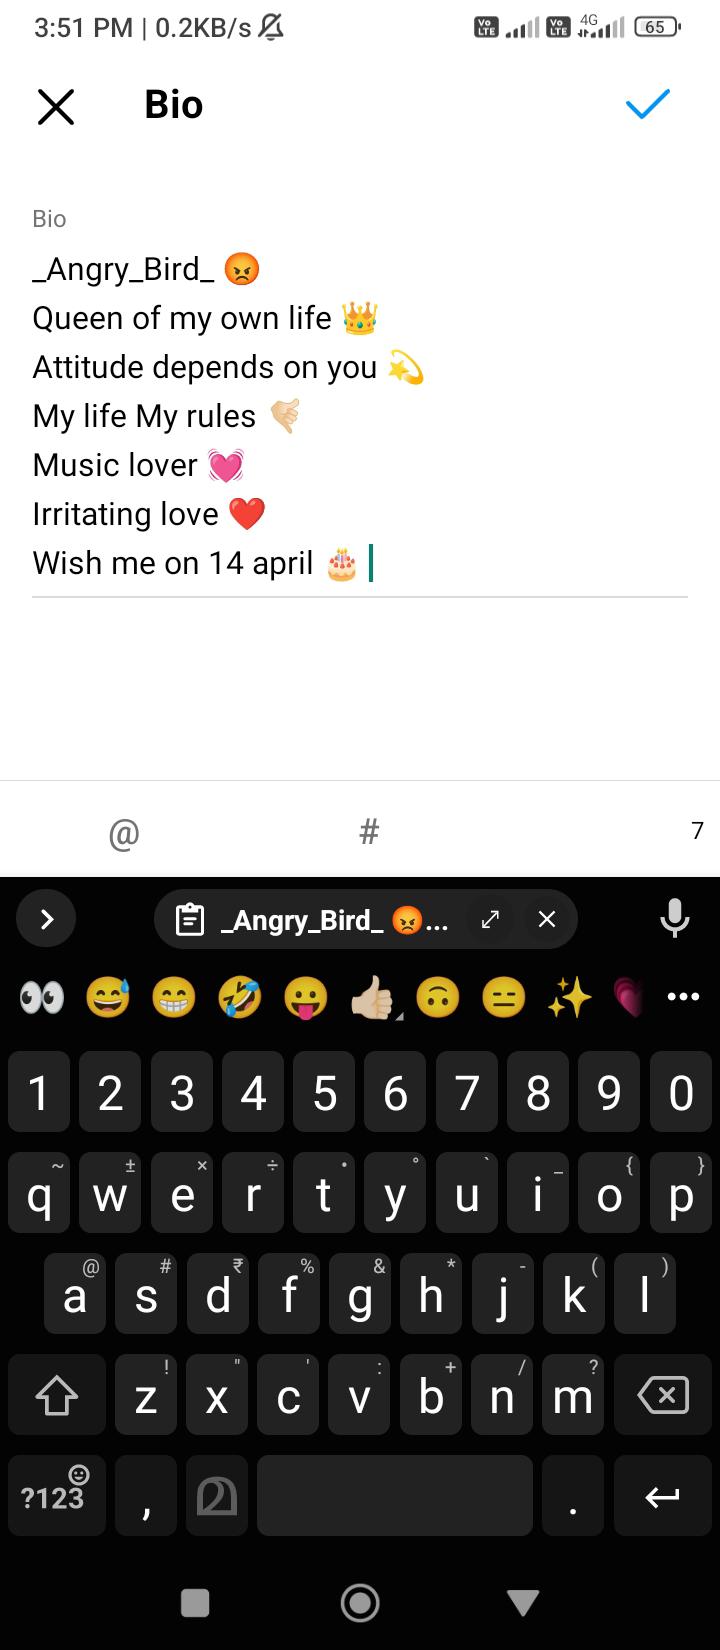 3:51 PM | 0.2KB/s Vo LTE Vo LTE 4G 65
Bio
Bio
_Angry_Bird_ 😡
Queen of my own life 👑
Attitude depends on you 💫
My life My rules 🤙🏻
Music lover 💓
Irritating love ❤️
Wish me on 14 april 🎂
@ # 7
_Angry_Bird_ 😡...
👀 😅 😁 🤣 😛 👍🏻 🙃 😑 ✨ 💗 •••
1 2 3 4 5 6 7 8 9 0
~ ± × ÷ • ° ` _ { }
q w e r t y u i o p
@ # ₹ % & * - ( )
a s d f g h j k l
! " ' : + / ?
z x c v b n m
?123 , മ .